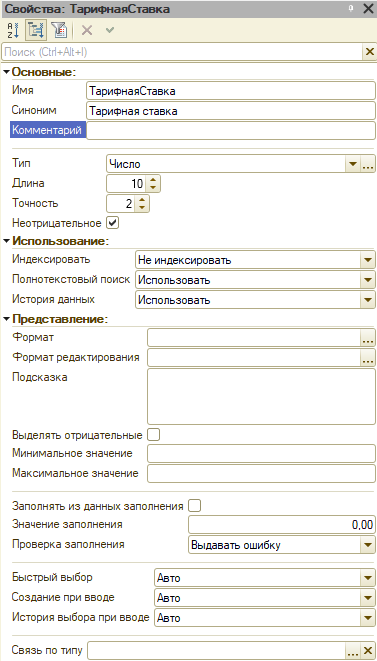 Свойства: ТарифнаяСтавка
Поиск (Ctrl+Alt+I)
Основные:
Имя ТарифнаяСтавка
Синоним Тарифная ставка
Комментарий
Тип Число
Длина 10
Точность 2
Неотрицательное
Использование:
Индексировать Не индексировать
Полнотекстовый поиск Использовать
История данных Использовать
Представление:
Формат
Формат редактирования
Подсказка
Выделять отрицательные
Минимальное значение
Максимальное значение
Заполнять из данных заполнения
Значение заполнения 0,00
Проверка заполнения Выдавать ошибку
Быстрый выбор Авто
Создание при вводе Авто
История выбора при вводе Авто
Связь по типу